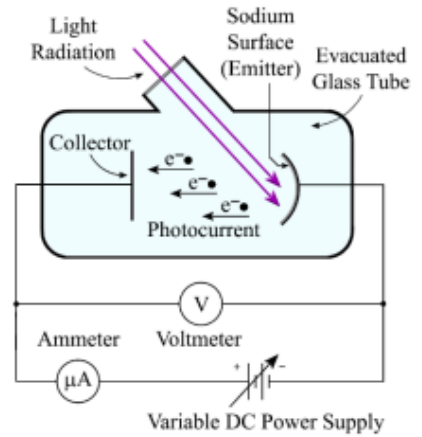 Light
Radiation
Sodium
Surface
(Emitter)
Evacuated
Glass Tube
Collector
e⁻
e⁻
e⁻
Photocurrent
V
Ammeter
Voltmeter
μA
+
−
Variable DC Power Supply